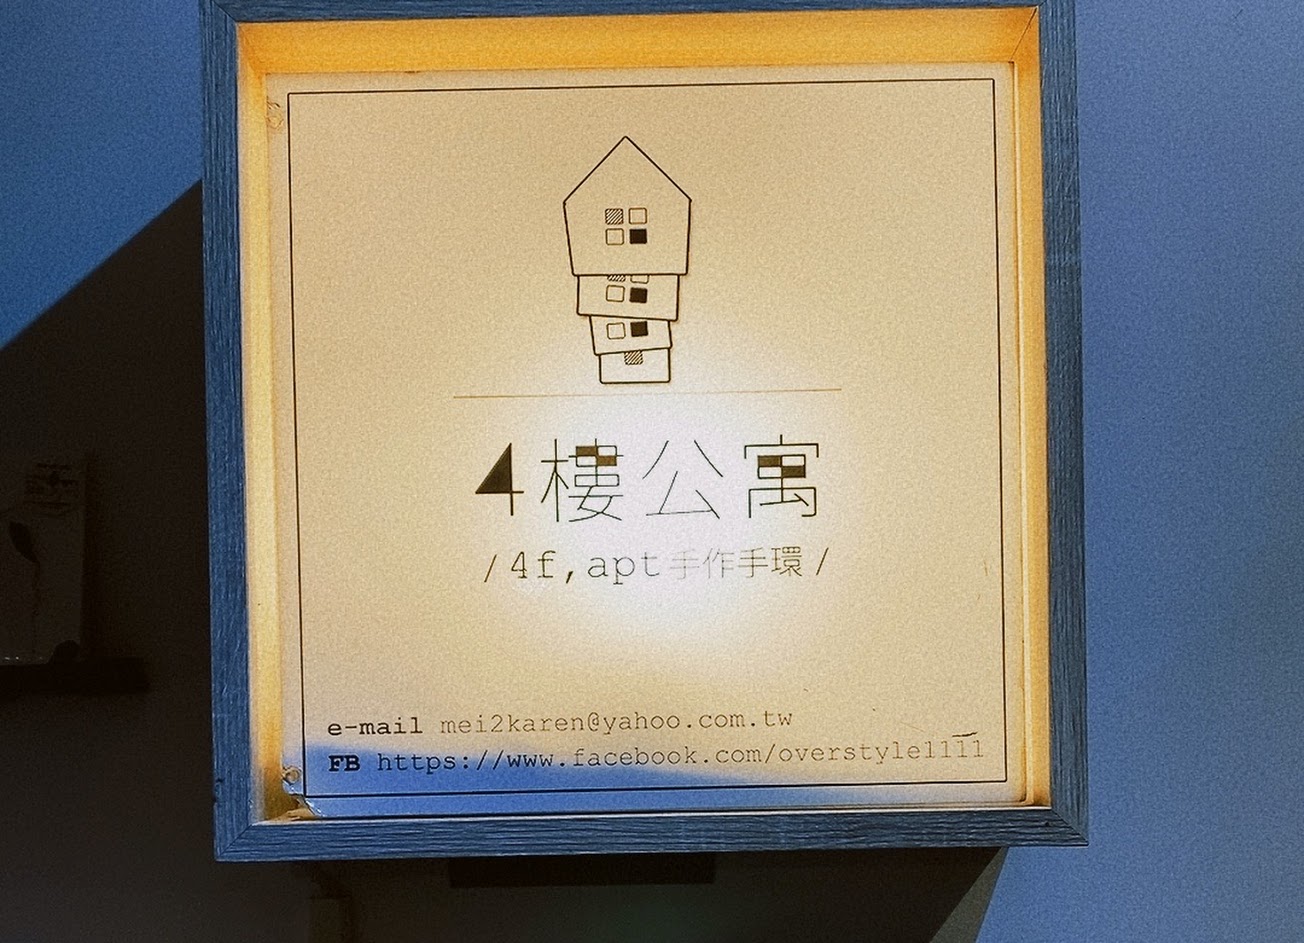 4樓公寓
/4f,apt手作手環/
e-mail mei2karen@yahoo.com.tw
FB https://www.facebook.com/overstyle1111